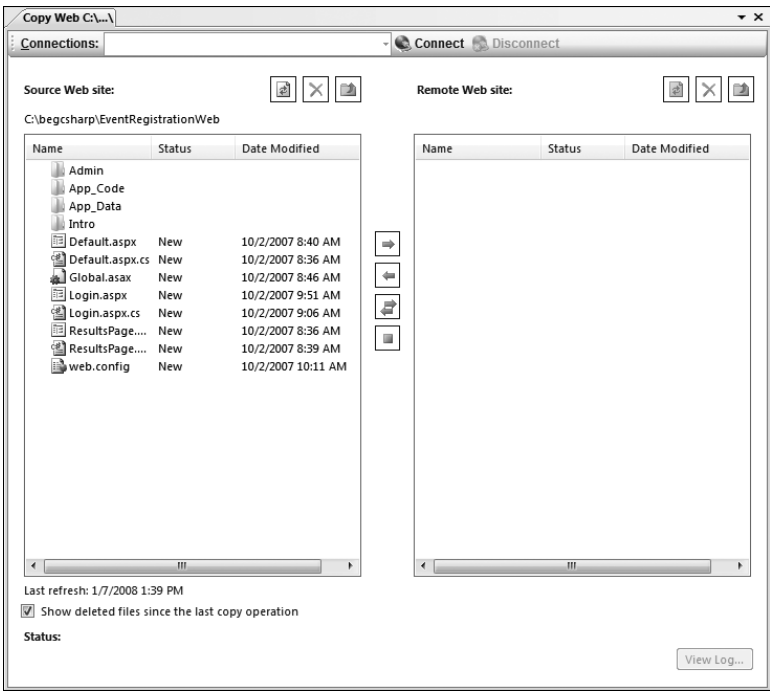 Copy Web C:\...\
Connections: Connect Disconnect
Source Web site: Remote Web site:
C:\begcsharp\EventRegistrationWeb
Name Status Date Modified Name Status Date Modified
Admin
App_Code
App_Data
Intro
Default.aspx New 10/2/2007 8:40 AM
Default.aspx.cs New 10/2/2007 8:36 AM
Global.asax New 10/2/2007 8:46 AM
Login.aspx New 10/2/2007 9:51 AM
Login.aspx.cs New 10/2/2007 9:06 AM
ResultsPage.... New 10/2/2007 8:36 AM
ResultsPage.... New 10/2/2007 8:39 AM
web.config New 10/2/2007 10:11 AM
Last refresh: 1/7/2008 1:39 PM
Show deleted files since the last copy operation
Status:
View Log...